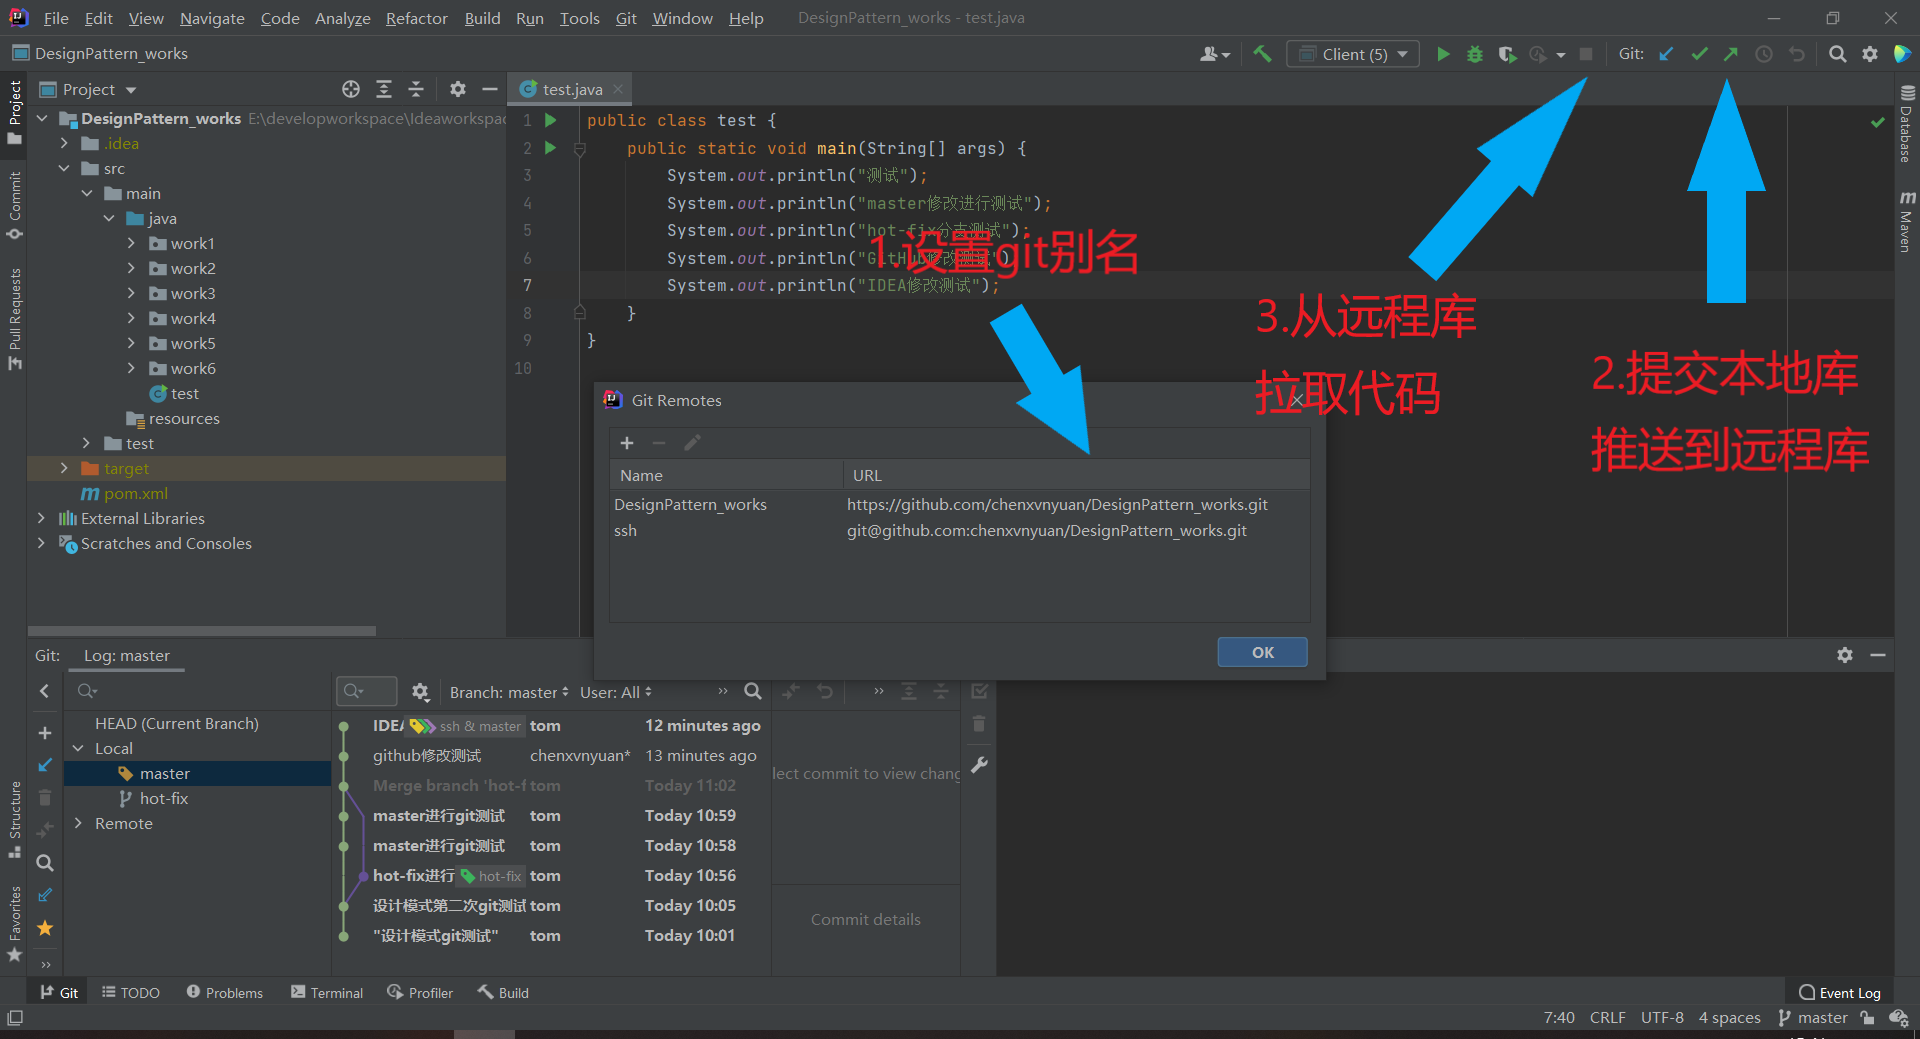 File Edit View Navigate Code Analyze Refactor Build Run Tools Git Window Help DesignPattern_works - test.java
DesignPattern_works
Client (5)
Git:
Project
test.java
Project
Commit
Pull Requests
Structure
Favorites
Database
Maven
DesignPattern_works E:\developworkspace\Ideaworkspac
.idea
src
main
java
work1
work2
work3
work4
work5
work6
test
resources
test
target
pom.xml
External Libraries
Scratches and Consoles
1 public class test {
2 public static void main(String[] args) {
3 System.out.println("测试");
4 System.out.println("master修改进行测试");
5 System.out.println("hot-fix分支测试");
6 System.out.println("GitHub修改测试")
7 System.out.println("IDEA修改测试");
8 }
9 }
10
1.设置git别名
3.从远程库
拉取代码
2.提交本地库
推送到远程库
Git Remotes
Name URL
DesignPattern_works https://github.com/chenxvnyuan/DesignPattern_works.git
ssh git@github.com:chenxvnyuan/DesignPattern_works.git
OK
Git: Log: master
HEAD (Current Branch)
Local
master
hot-fix
Remote
Branch: master User: All
IDEA ssh & master tom 12 minutes ago
github修改测试 chenxvnyuan* 13 minutes ago
Merge branch 'hot-f tom Today 11:02
master进行git测试 tom Today 10:59
master进行git测试 tom Today 10:58
hot-fix进行 hot-fix tom Today 10:56
设计模式第二次git测试 tom Today 10:05
"设计模式git测试" tom Today 10:01
lect commit to view chang
Commit details
Git TODO Problems Terminal Profiler Build Event Log
7:40 CRLF UTF-8 4 spaces master